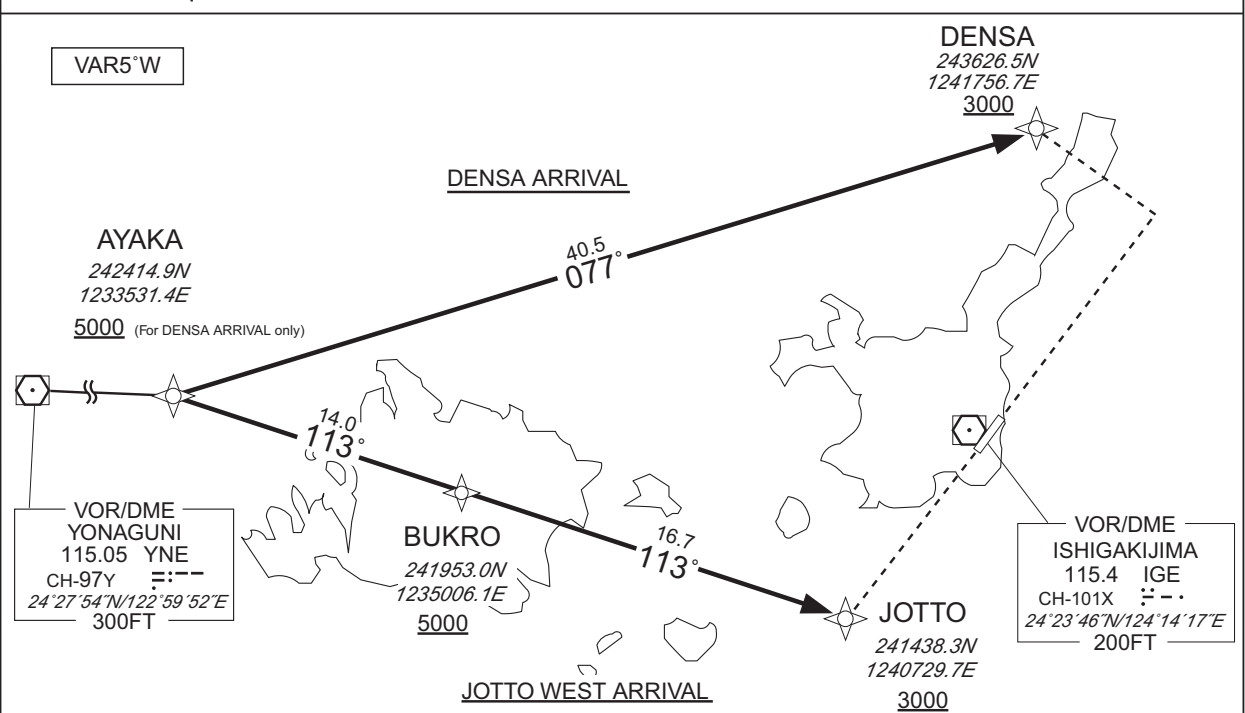 VAR5°W
DENSA
243626.5N
1241756.7E
3000
DENSA ARRIVAL
AYAKA
242414.9N
1233531.4E
5000 (For DENSA ARRIVAL only)
40.5
077°
14.0
113°
BUKRO
241953.0N
1235006.1E
5000
16.7
113°
JOTTO
241438.3N
1240729.7E
3000
JOTTO WEST ARRIVAL
VOR/DME
YONAGUNI
115.05 YNE
CH-97Y
24°27´54˝N/122°59´52˝E
300FT
VOR/DME
ISHIGAKIJIMA
115.4 IGE
CH-101X
24°23´46˝N/124°14´17˝E
200FT